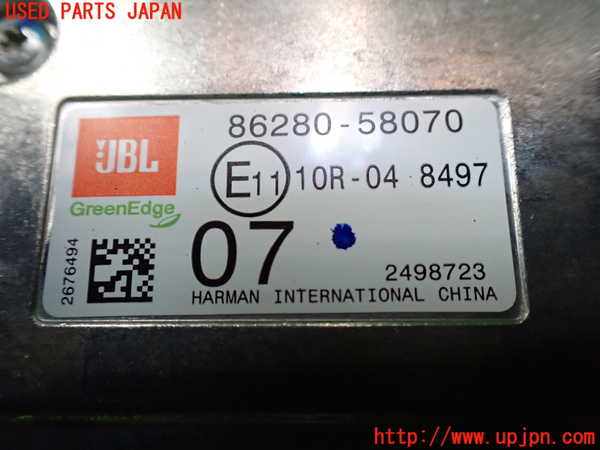 USED PARTS JAPAN
JBL
GreenEdge
86280-58070
E11 10R-04 8497
07
2676494
2498723
HARMAN INTERNATIONAL CHINA
http://www.upjpn.com/